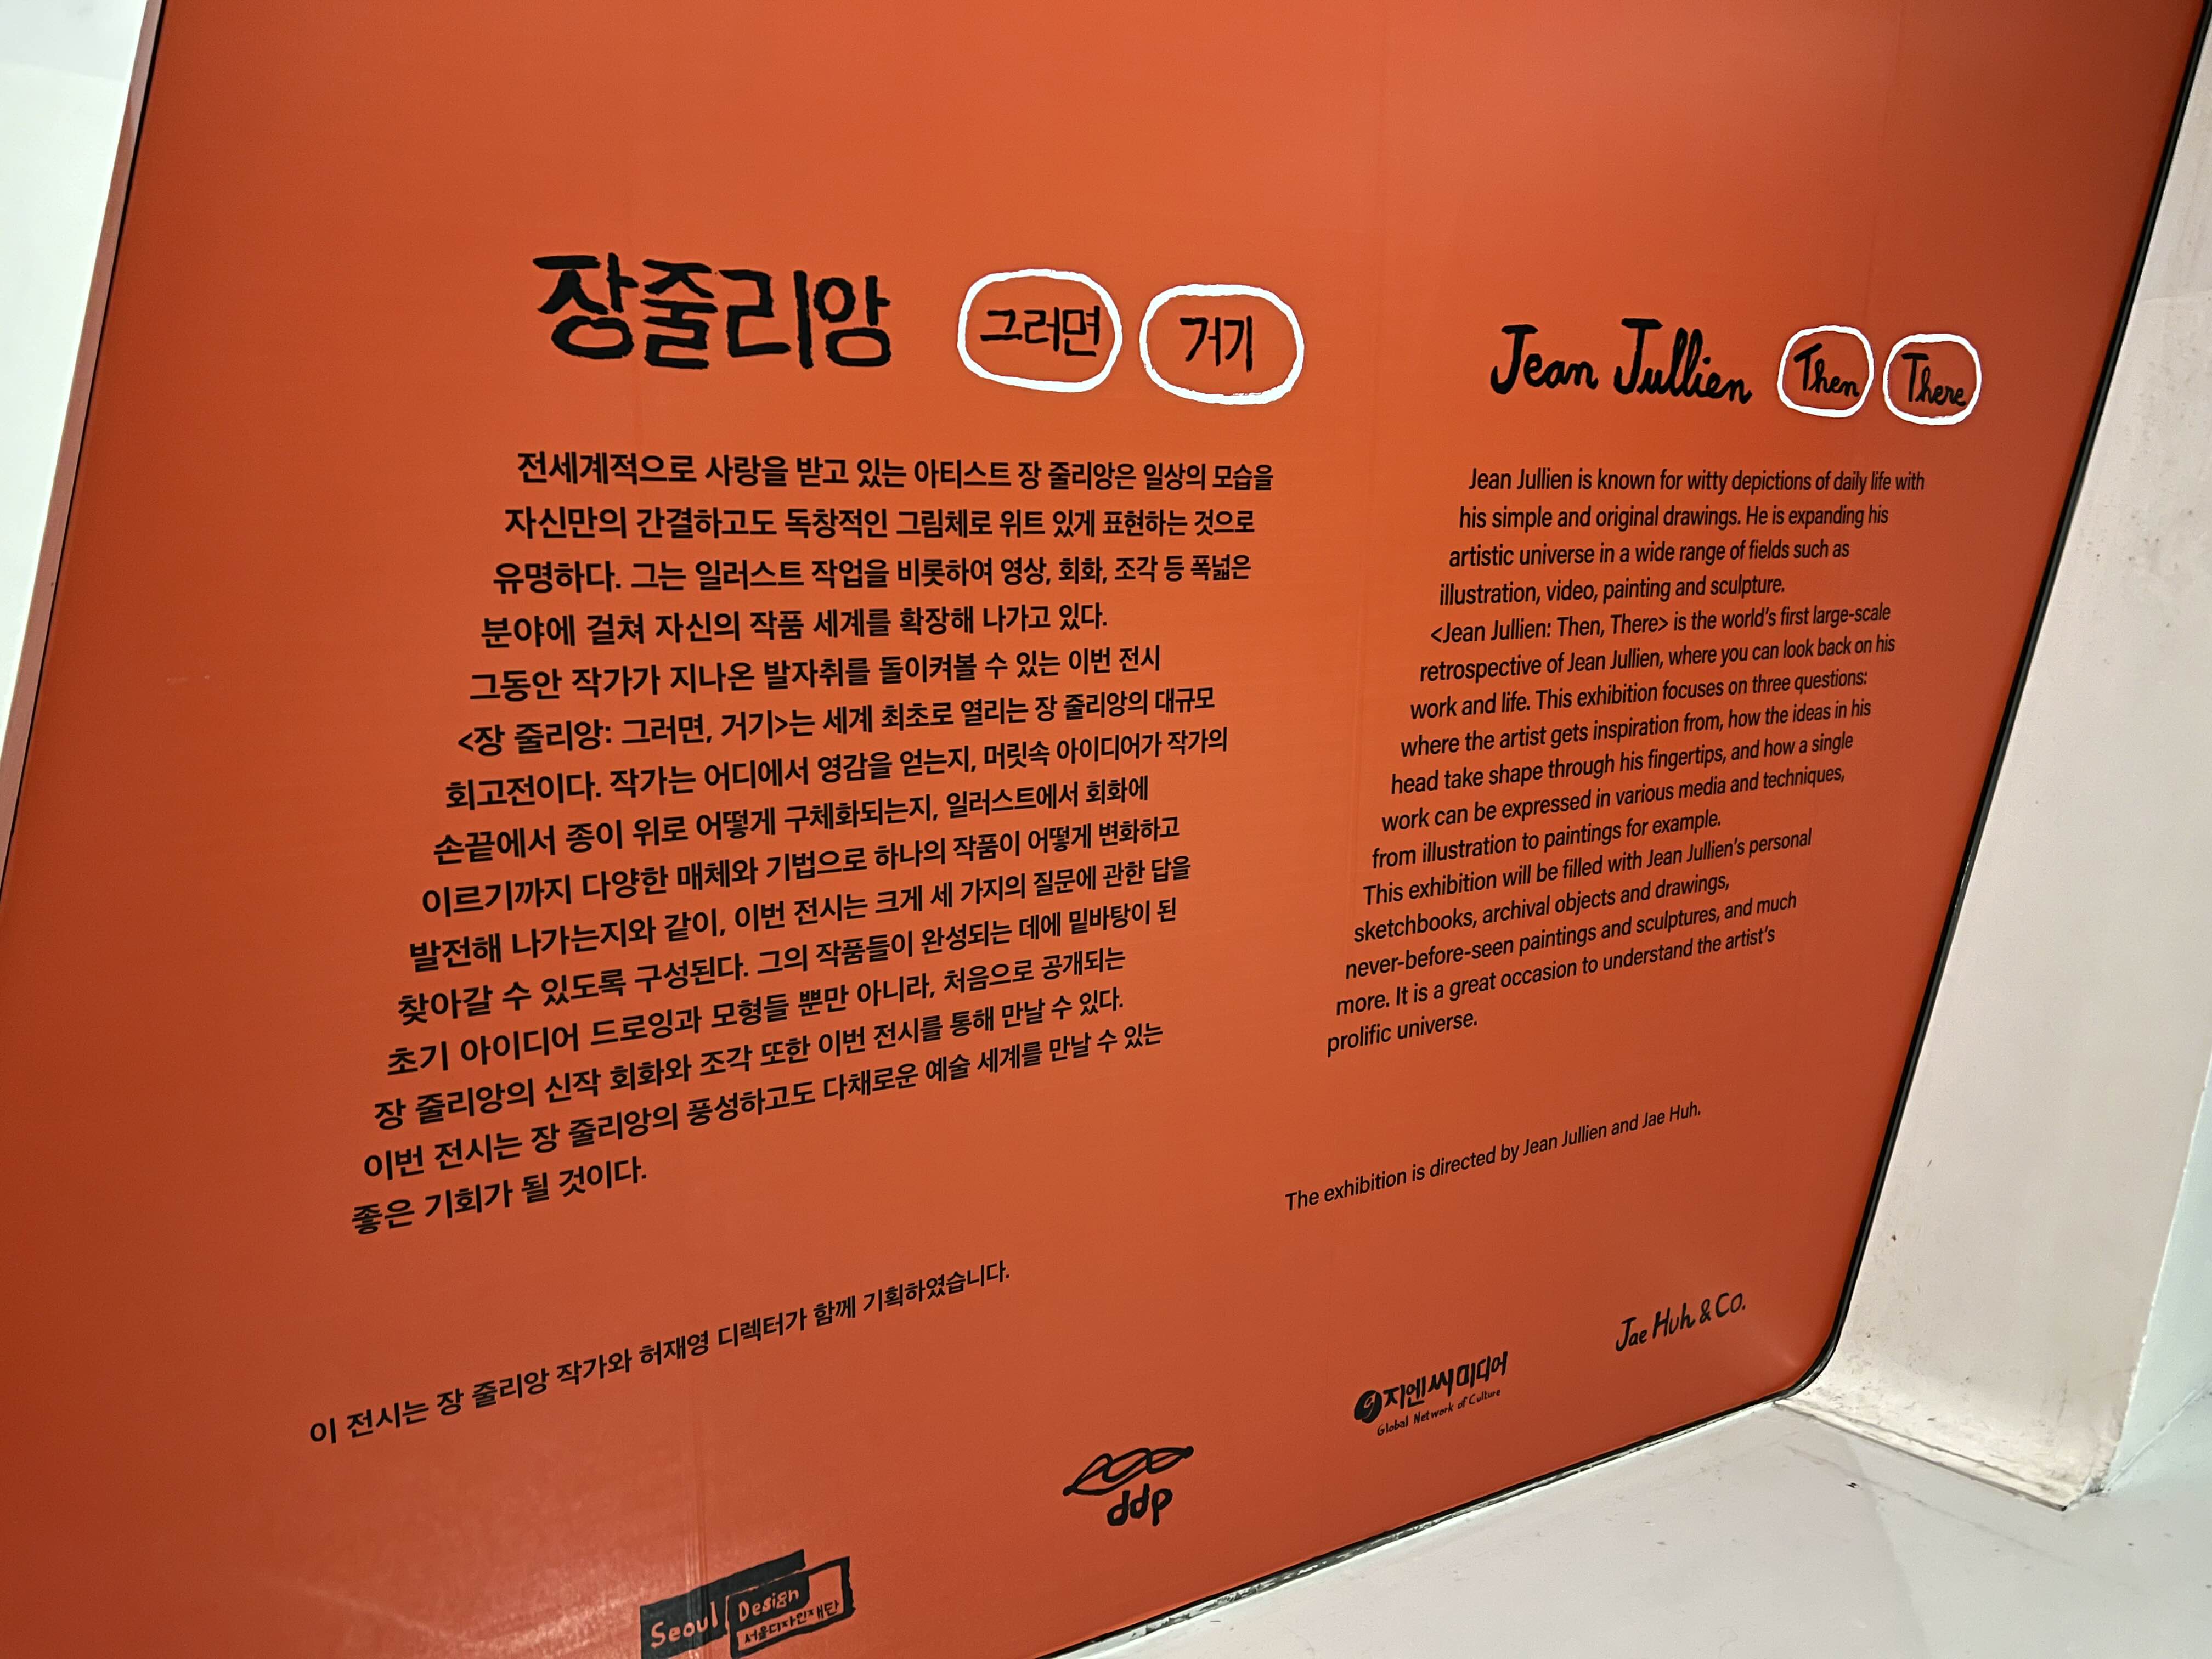 장줄리앙 그러면 거기
전세계적으로 사랑을 받고 있는 아티스트 장 줄리앙은 일상의 모습을
자신만의 간결하고도 독창적인 그림체로 위트 있게 표현하는 것으로
유명하다. 그는 일러스트 작업을 비롯하여 영상, 회화, 조각 등 폭넓은
분야에 걸쳐 자신의 작품 세계를 확장해 나가고 있다.
그동안 작가가 지나온 발자취를 돌이켜볼 수 있는 이번 전시
<장 줄리앙: 그러면, 거기>는 세계 최초로 열리는 장 줄리앙의 대규모
회고전이다. 작가는 어디에서 영감을 얻는지, 머릿속 아이디어가 작가의
손끝에서 종이 위로 어떻게 구체화되는지, 일러스트에서 회화에
이르기까지 다양한 매체와 기법으로 하나의 작품이 어떻게 변화하고
발전해 나가는지와 같이, 이번 전시는 크게 세 가지의 질문에 관한 답을
찾아갈 수 있도록 구성된다. 그의 작품들이 완성되는 데에 밑바탕이 된
초기 아이디어 드로잉과 모형들 뿐만 아니라, 처음으로 공개되는
장 줄리앙의 신작 회화와 조각 또한 이번 전시를 통해 만날 수 있다.
이번 전시는 장 줄리앙의 풍성하고도 다채로운 예술 세계를 만날 수 있는
좋은 기회가 될 것이다.
이 전시는 장 줄리앙 작가와 허재영 디렉터가 함께 기획하였습니다.
Jean Jullien Then There
Jean Jullien is known for witty depictions of daily life with
his simple and original drawings. He is expanding his
artistic universe in a wide range of fields such as
illustration, video, painting and sculpture.
<Jean Jullien: Then, There> is the world's first large-scale
retrospective of Jean Jullien, where you can look back on his
work and life. This exhibition focuses on three questions:
where the artist gets inspiration from, how the ideas in his
head take shape through his fingertips, and how a single
work can be expressed in various media and techniques,
from illustration to paintings for example.
This exhibition will be filled with Jean Jullien's personal
sketchbooks, archival objects and drawings,
never-before-seen paintings and sculptures, and much
more. It is a great occasion to understand the artist's
prolific universe.
The exhibition is directed by Jean Jullien and Jae Huh.
Seoul Design
서울디자인재단
ddp
지엔씨미디어
Global Network of Culture
Jae Huh & Co.